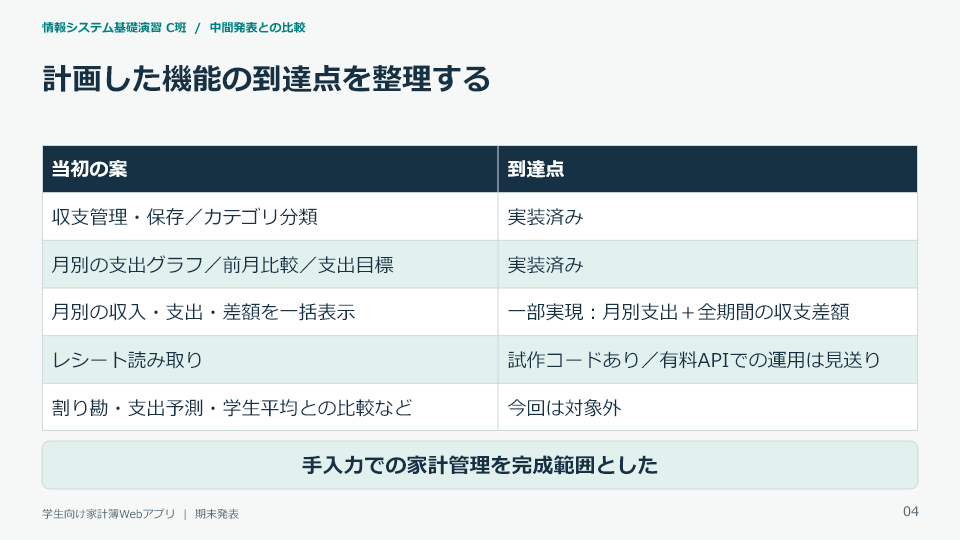 情報システム基礎演習 C班 / 中間発表との比較
計画した機能の到達点を整理する
当初の案 到達点
収支管理・保存／カテゴリ分類 実装済み
月別の支出グラフ／前月比較／支出目標 実装済み
月別の収入・支出・差額を一括表示 一部実現：月別支出＋全期間の収支差額
レシート読み取り 試作コードあり／有料APIでの運用は見送り
割り勘・支出予測・学生平均との比較など 今回は対象外
手入力での家計管理を完成範囲とした
学生向け家計簿Webアプリ | 期末発表 04